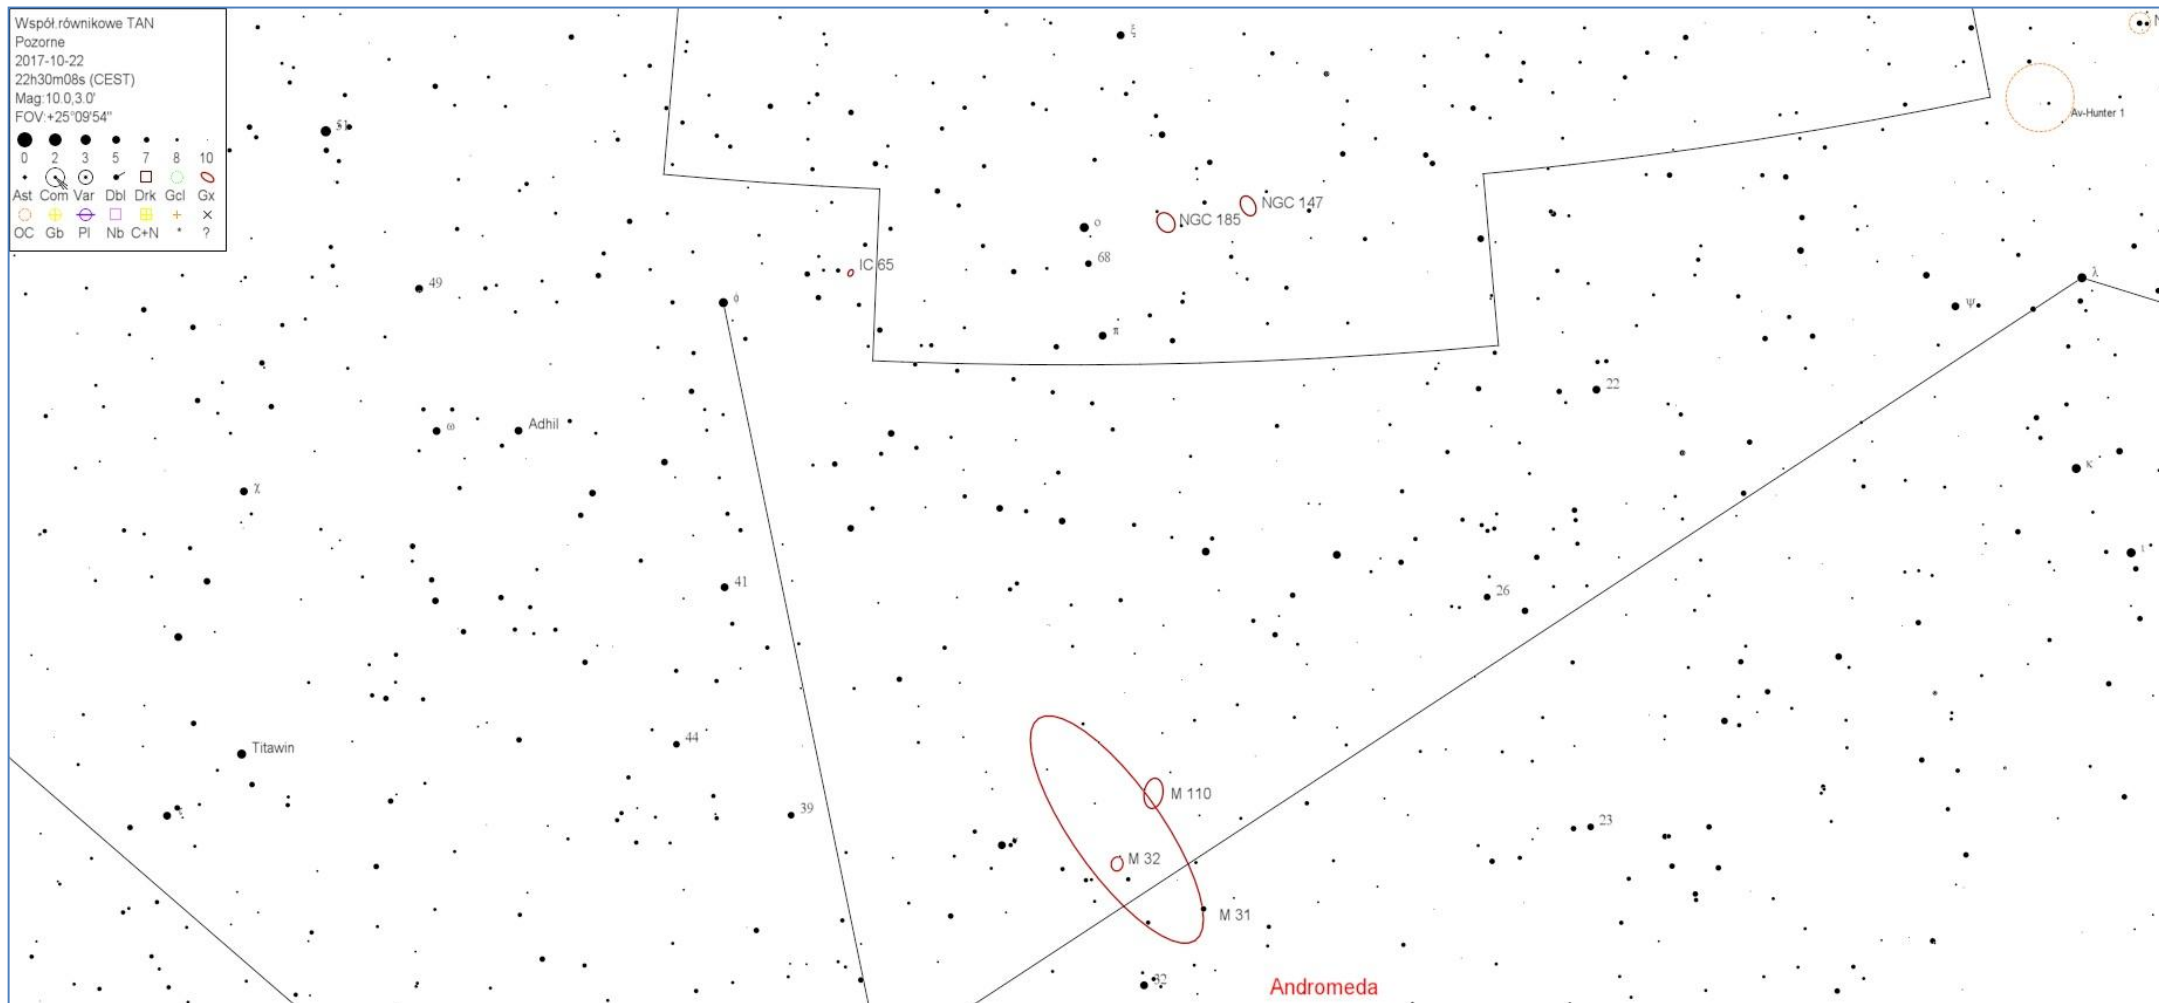 Współ.równikowe TAN
Pozorne
2017-10-22
22h30m08s (CEST)
Mag:10.0,3.0'
FOV:+25°09'54"
0 2 3 5 7 8 10
Ast Com Var Dbl Drk Gcl Gx
OC Gb Pl Nb C+N * ?
ξ
N
Av-Hunter 1
51
NGC 147
NGC 185
ο
IC 65
68
λ
49
φ
ψ
π
22
Adhil
ω
κ
χ
ι
41
26
44
Titawin
M 110
39
23
M 32
ν
M 31
32
Andromeda